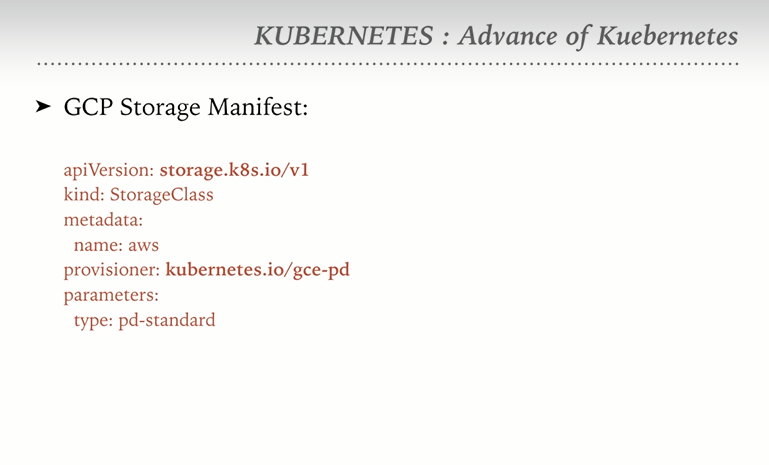 KUBERNETES : Advance of Kuebernetes
➤ GCP Storage Manifest:
apiVersion: storage.k8s.io/v1
kind: StorageClass
metadata:
  name: aws
provisioner: kubernetes.io/gce-pd
parameters:
  type: pd-standard